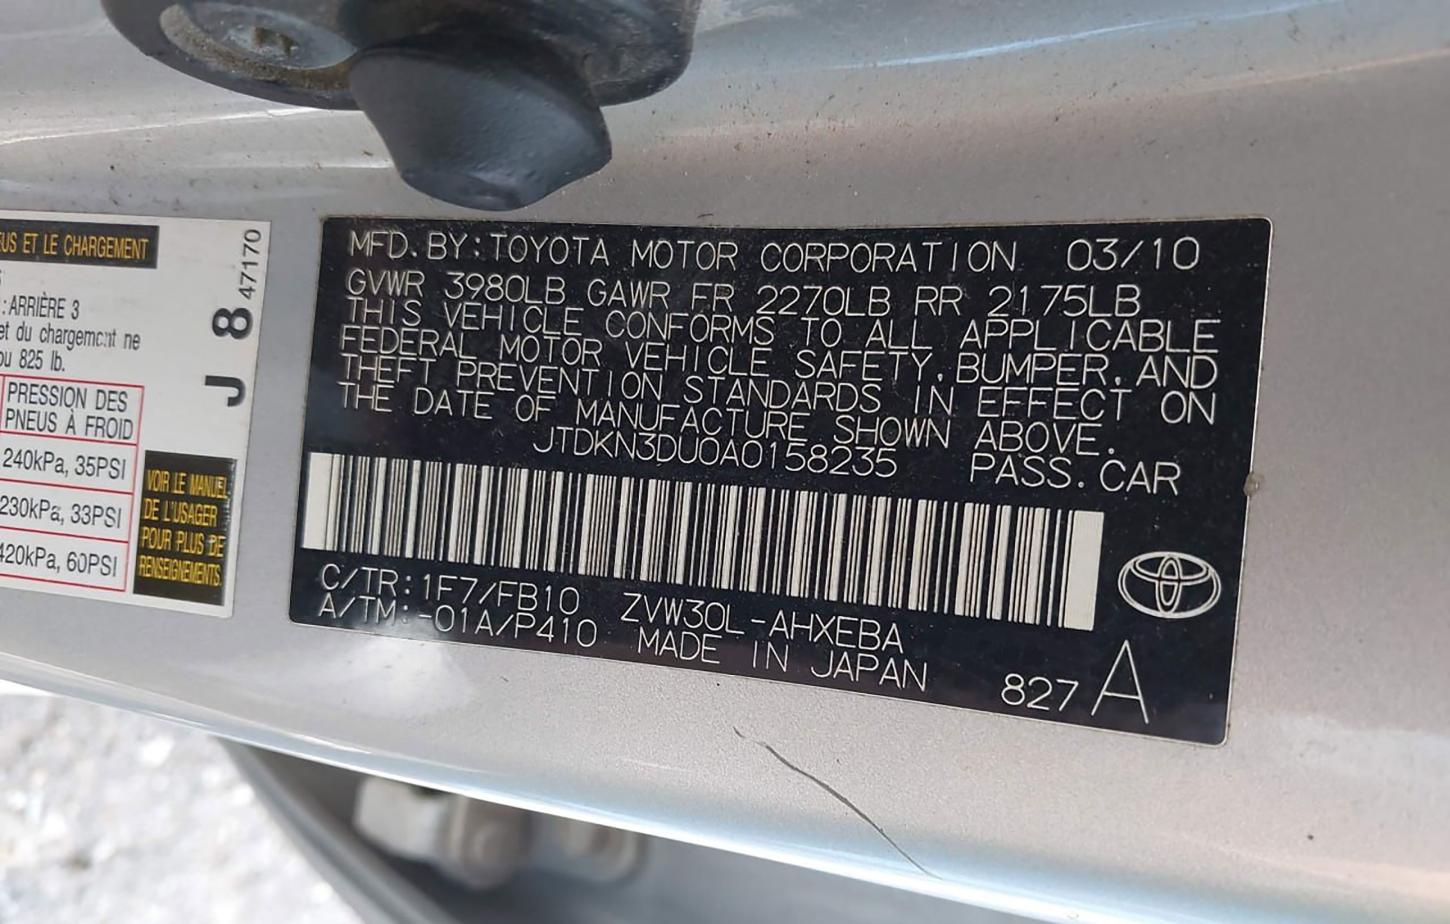 EUS ET LE CHARGEMENT
: ARRIÈRE 3
et du chargement ne
ou 825 lb.
PRESSION DES
PNEUS À FROID
240kPa, 35PSI
230kPa, 33PSI
420kPa, 60PSI
VOIR LE MANUEL
DE L'USAGER
POUR PLUS DE
RENSEIGNEMENTS
J 8 47170
MFD. BY: TOYOTA MOTOR CORPORATION 03/10
GVWR 3980LB GAWR FR 2270LB RR 2175LB
THIS VEHICLE CONFORMS TO ALL APPLICABLE
FEDERAL MOTOR VEHICLE SAFETY, BUMPER, AND
THEFT PREVENTION STANDARDS IN EFFECT ON
THE DATE OF MANUFACTURE SHOWN ABOVE.
JTDKN3DU0A0158235 PASS. CAR
C/TR: 1F7/FB10 ZVW30L-AHXEBA
A/TM: -01A/P410 MADE IN JAPAN
827 A